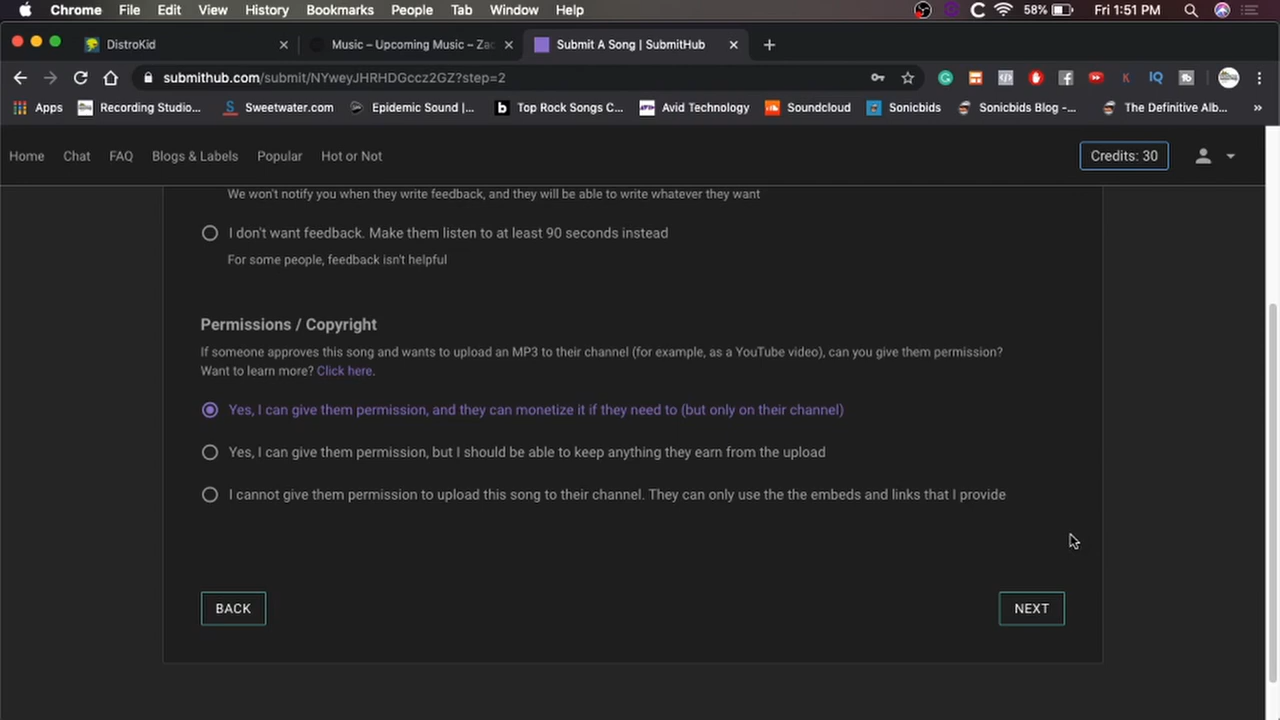 Chrome File Edit View History Bookmarks People Tab Window Help 58% Fri 1:51 PM
DistroKid Music – Upcoming Music – Zac Submit A Song | SubmitHub
submithub.com/submit/NYweyJHRHDGccz2GZ?step=2
Apps Recording Studio... Sweetwater.com Epidemic Sound |... Top Rock Songs C... Avid Technology Soundcloud Sonicbids Sonicbids Blog -... The Definitive Alb... »
Home Chat FAQ Blogs & Labels Popular Hot or Not Credits: 30
We won't notify you when they write feedback, and they will be able to write whatever they want
I don't want feedback. Make them listen to at least 90 seconds instead
For some people, feedback isn't helpful
Permissions / Copyright
If someone approves this song and wants to upload an MP3 to their channel (for example, as a YouTube video), can you give them permission?
Want to learn more? Click here.
Yes, I can give them permission, and they can monetize it if they need to (but only on their channel)
Yes, I can give them permission, but I should be able to keep anything they earn from the upload
I cannot give them permission to upload this song to their channel. They can only use the the embeds and links that I provide
BACK NEXT